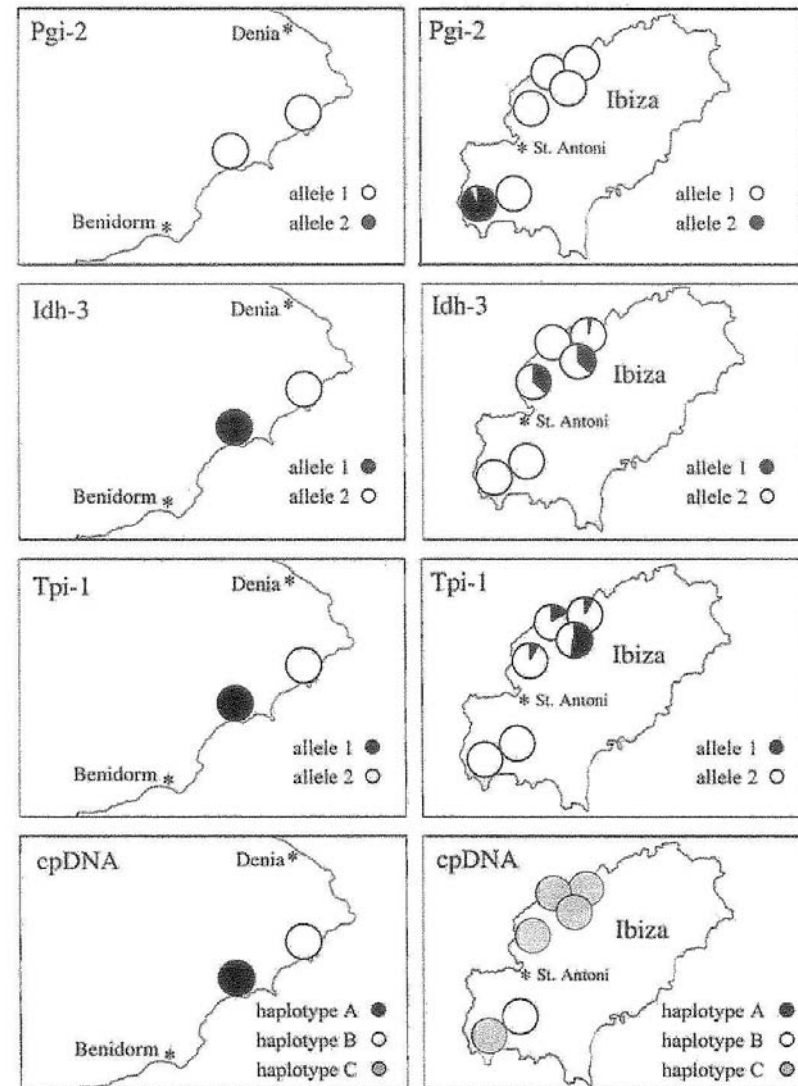 Pgi-2
Denia *
allele 1
allele 2
Benidorm *
Pgi-2
Ibiza
* St. Antoni
allele 1
allele 2
Idh-3
Denia *
allele 1
allele 2
Benidorm *
Idh-3
Ibiza
* St. Antoni
allele 1
allele 2
Tpi-1
Denia *
allele 1
allele 2
Benidorm *
Tpi-1
Ibiza
* St. Antoni
allele 1
allele 2
cpDNA
Denia *
haplotype A
haplotype B
Benidorm *
haplotype C
cpDNA
Ibiza
* St. Antoni
haplotype A
haplotype B
haplotype C